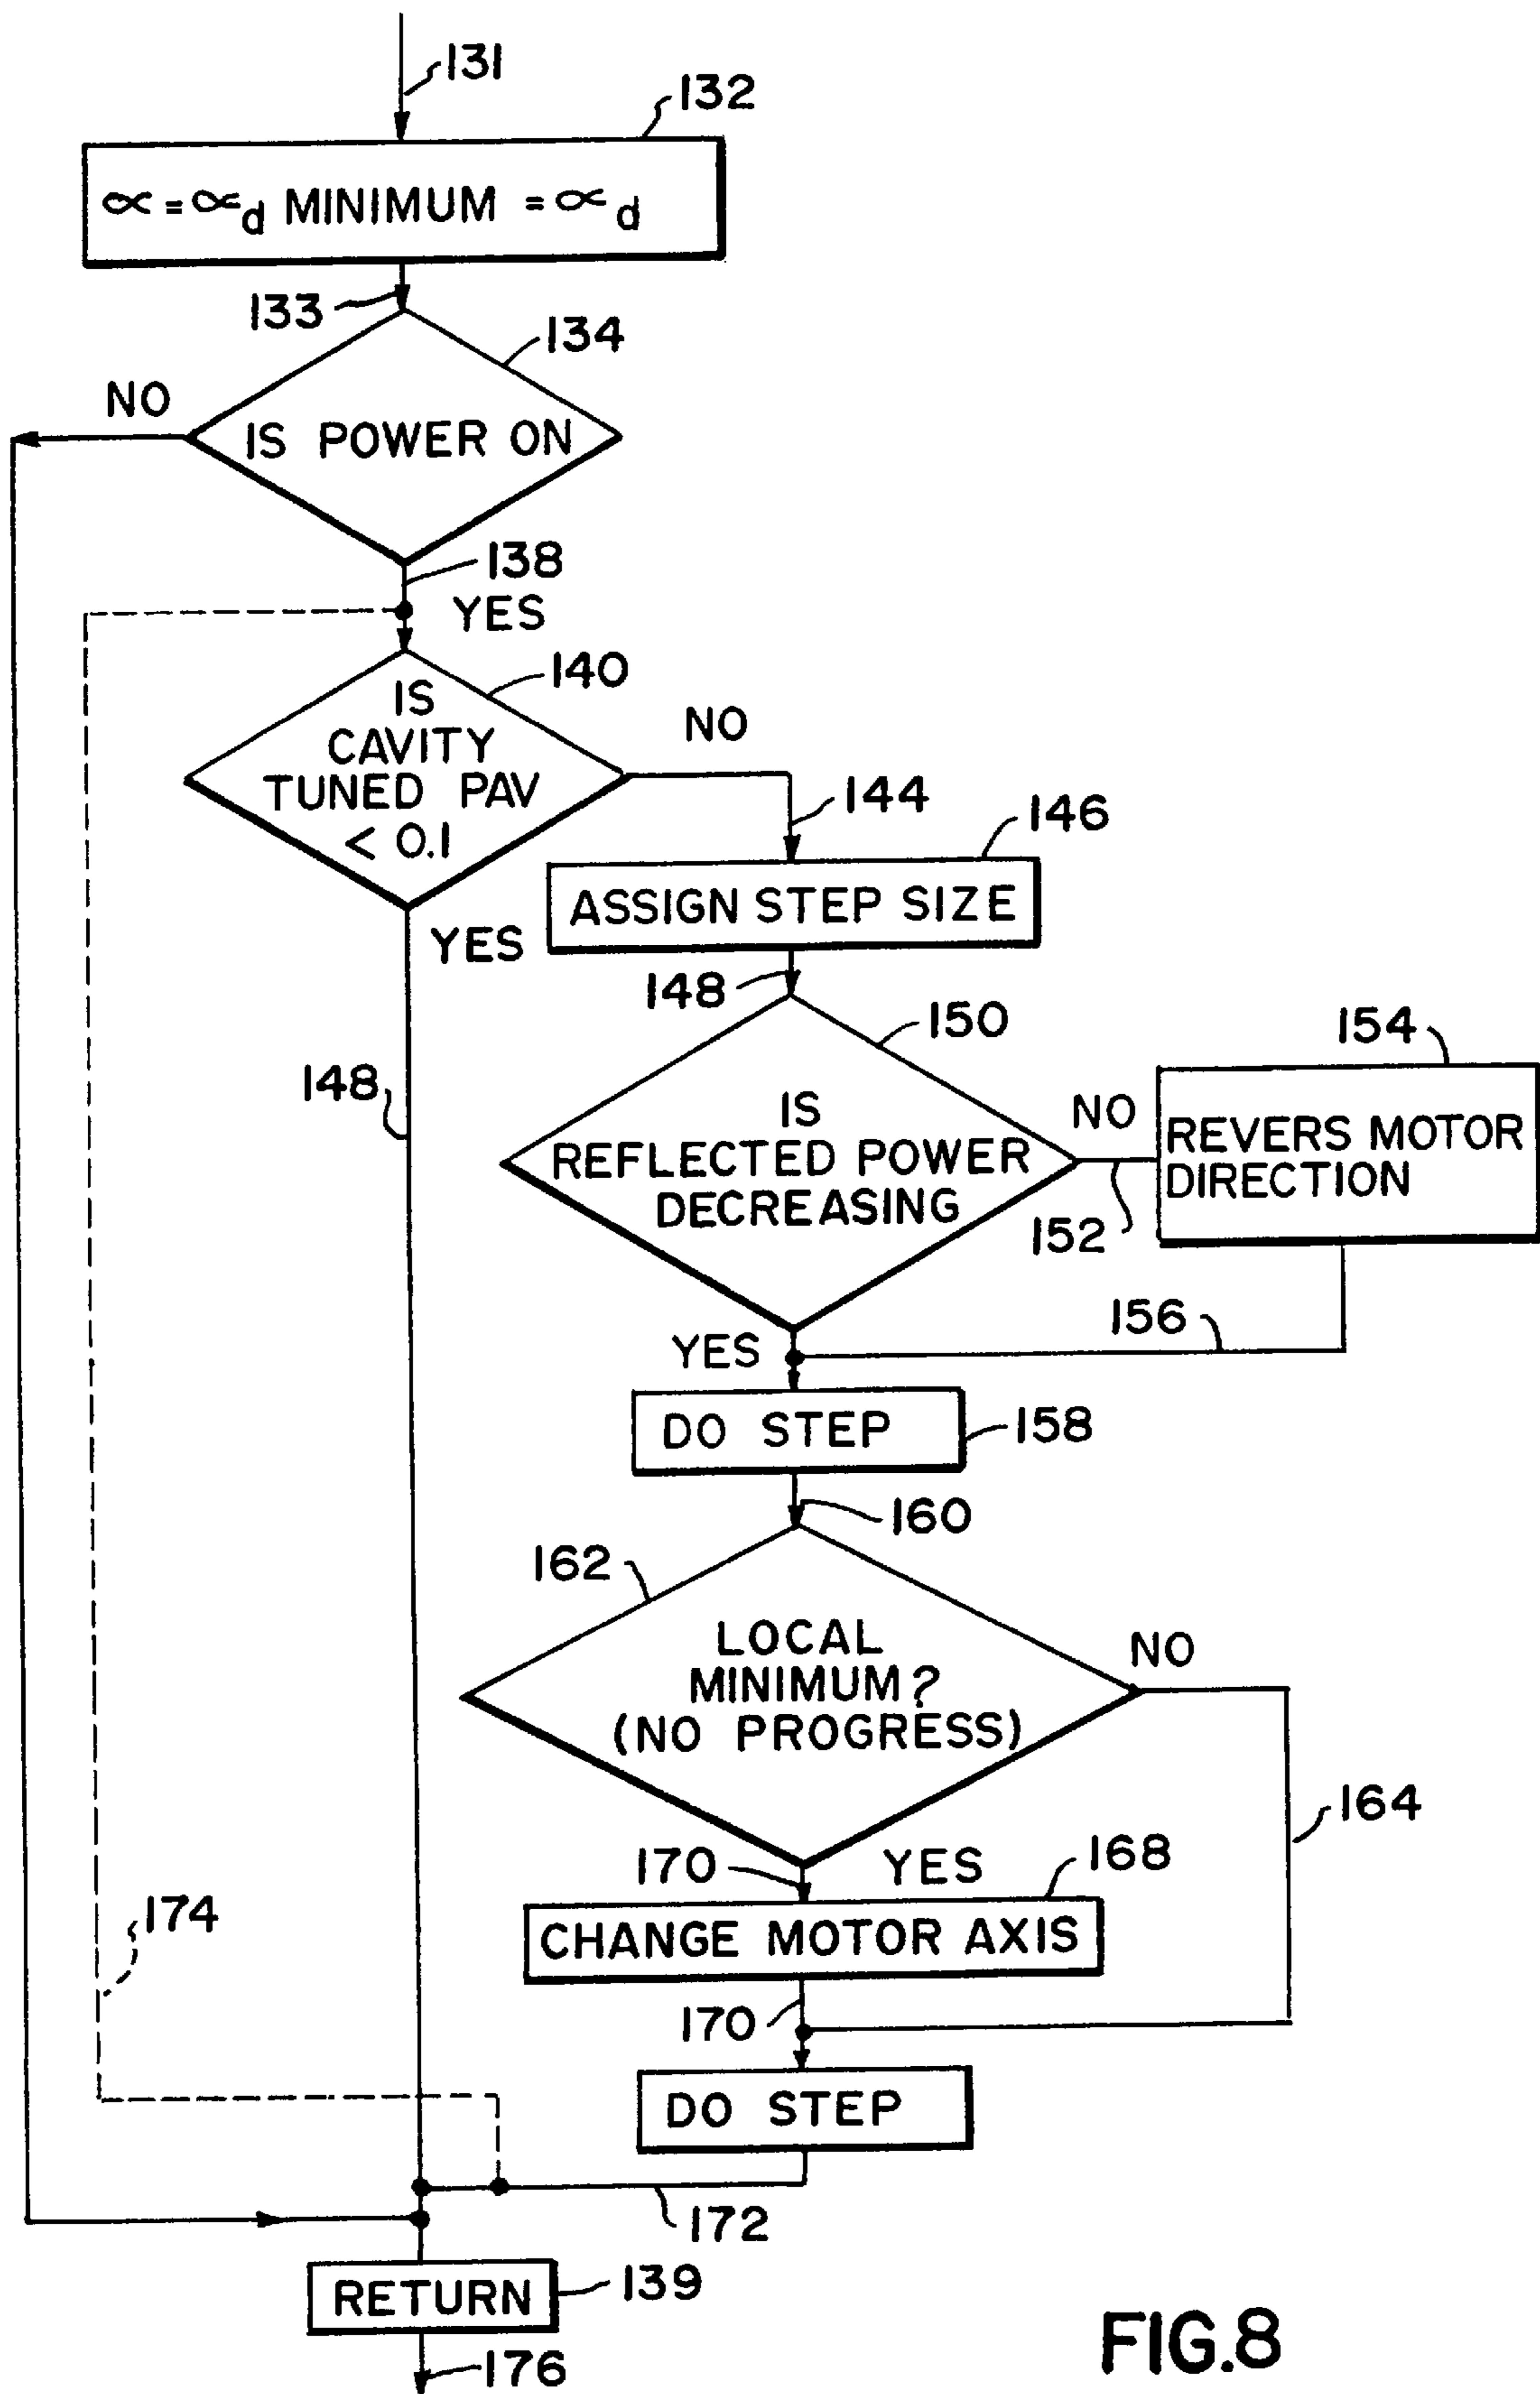 131
132
∝ = ∝d MINIMUM = ∝d
133
134
NO
IS POWER ON
138
YES
140
IS
CAVITY
TUNED PAV
< 0.1
NO
144
146
ASSIGN STEP SIZE
YES
148
150
154
148
IS
REFLECTED POWER
DECREASING
NO
REVERS MOTOR
DIRECTION
152
156
YES
DO STEP
158
160
162
LOCAL
MINIMUM?
(NO PROGRESS)
NO
164
170
YES
168
CHANGE MOTOR AXIS
174
170
DO STEP
172
RETURN
139
176
FIG.8